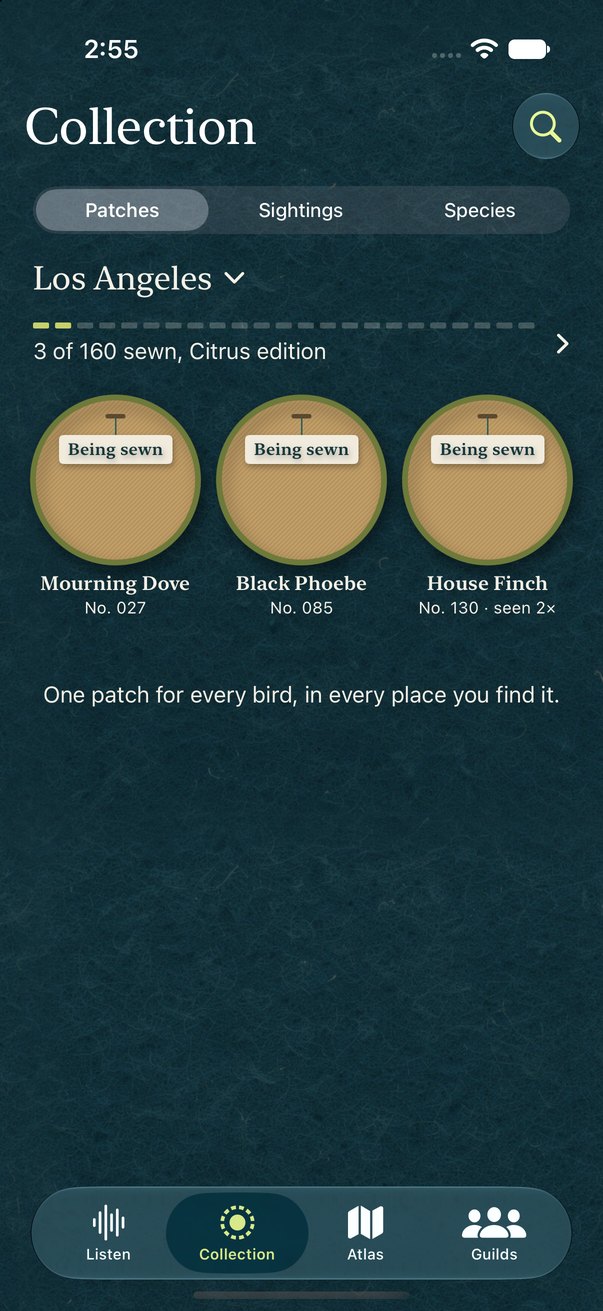 2:55
Collection
Patches Sightings Species
Los Angeles
3 of 160 sewn, Citrus edition
Being sewn Being sewn Being sewn
Mourning Dove Black Phoebe House Finch
No. 027 No. 085 No. 130 · seen 2×
One patch for every bird, in every place you find it.
Listen Collection Atlas Guilds